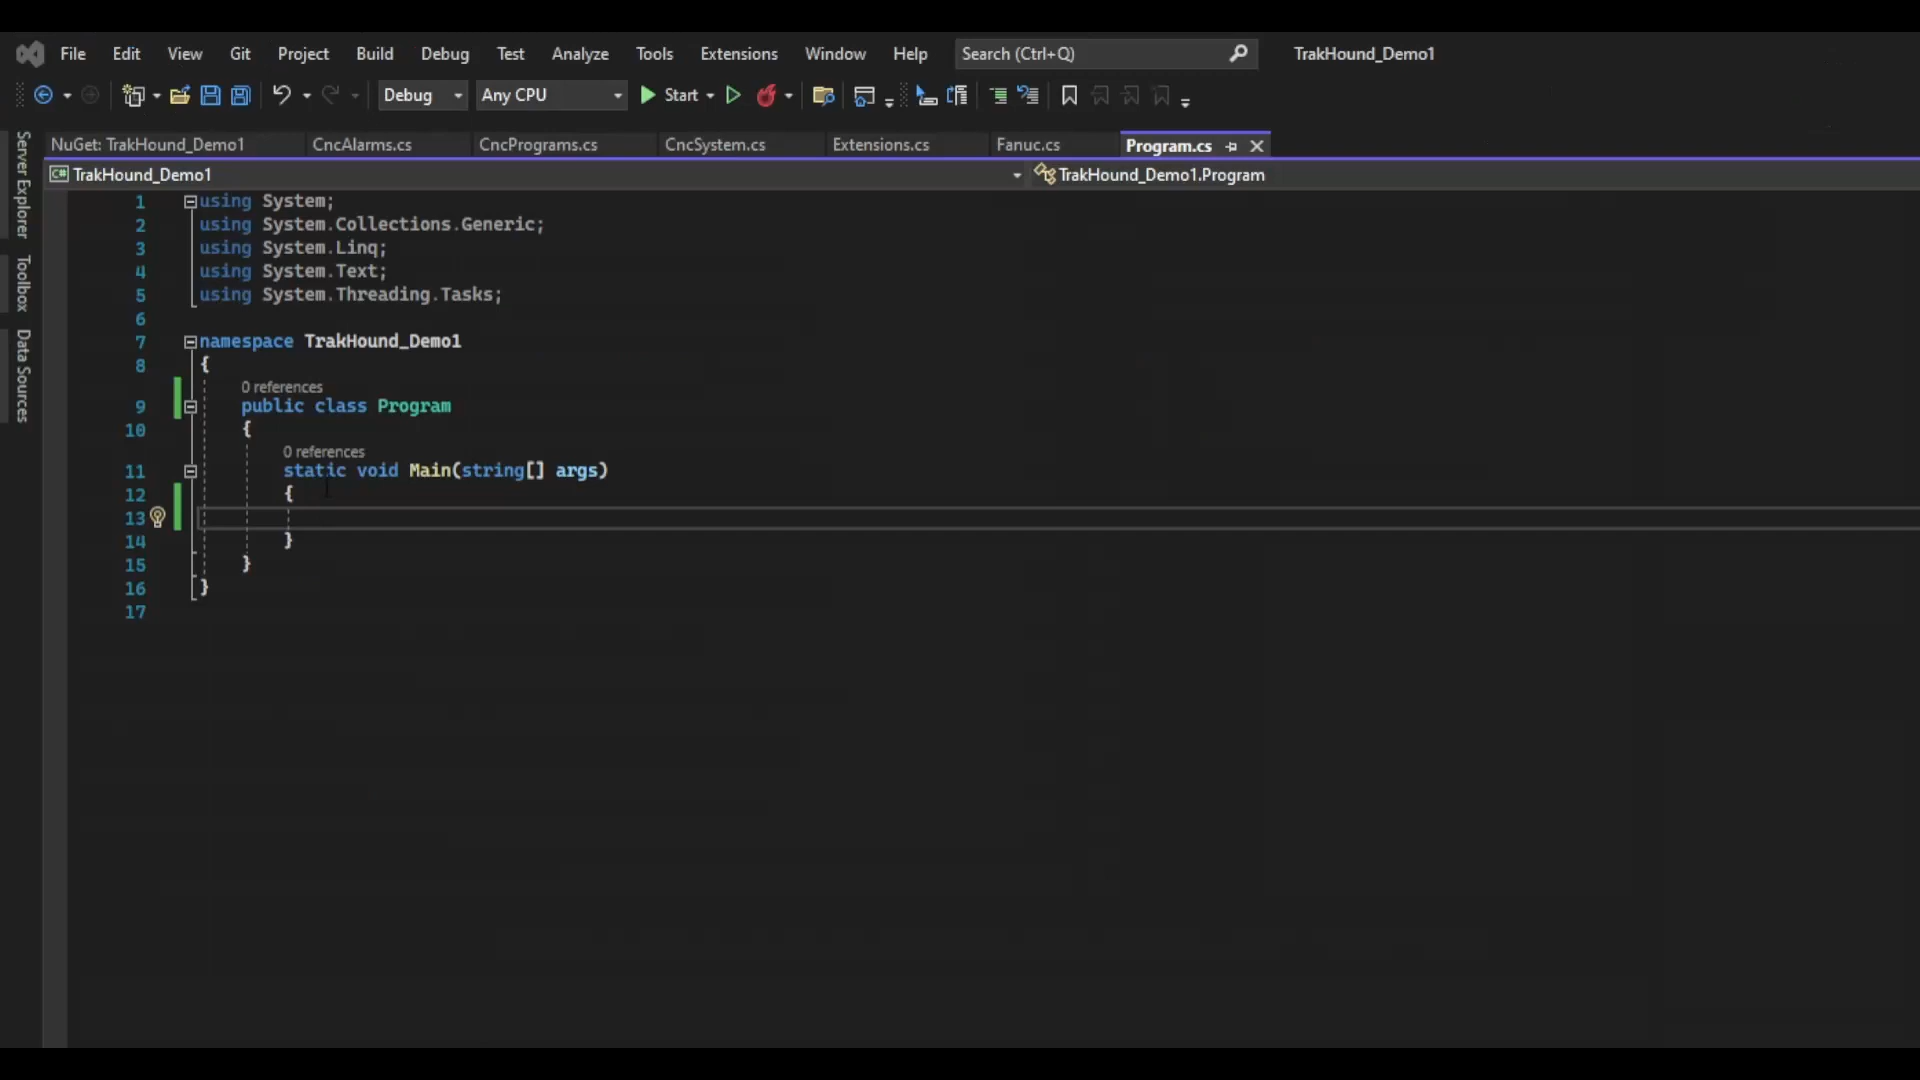 File Edit View Git Project Build Debug Test Analyze Tools Extensions Window Help Search (Ctrl+Q) TrakHound_Demo1
Debug Any CPU Start
NuGet: TrakHound_Demo1 CncAlarms.cs CncPrograms.cs CncSystem.cs Extensions.cs Fanuc.cs Program.cs
C# TrakHound_Demo1 TrakHound_Demo1.Program
Server Explorer
Toolbox
Data Sources
1 using System;
2 using System.Collections.Generic;
3 using System.Linq;
4 using System.Text;
5 using System.Threading.Tasks;
6
7 namespace TrakHound_Demo1
8 {
0 references
9 public class Program
10 {
0 references
11 static void Main(string[] args)
12 {
13
14 }
15 }
16 }
17